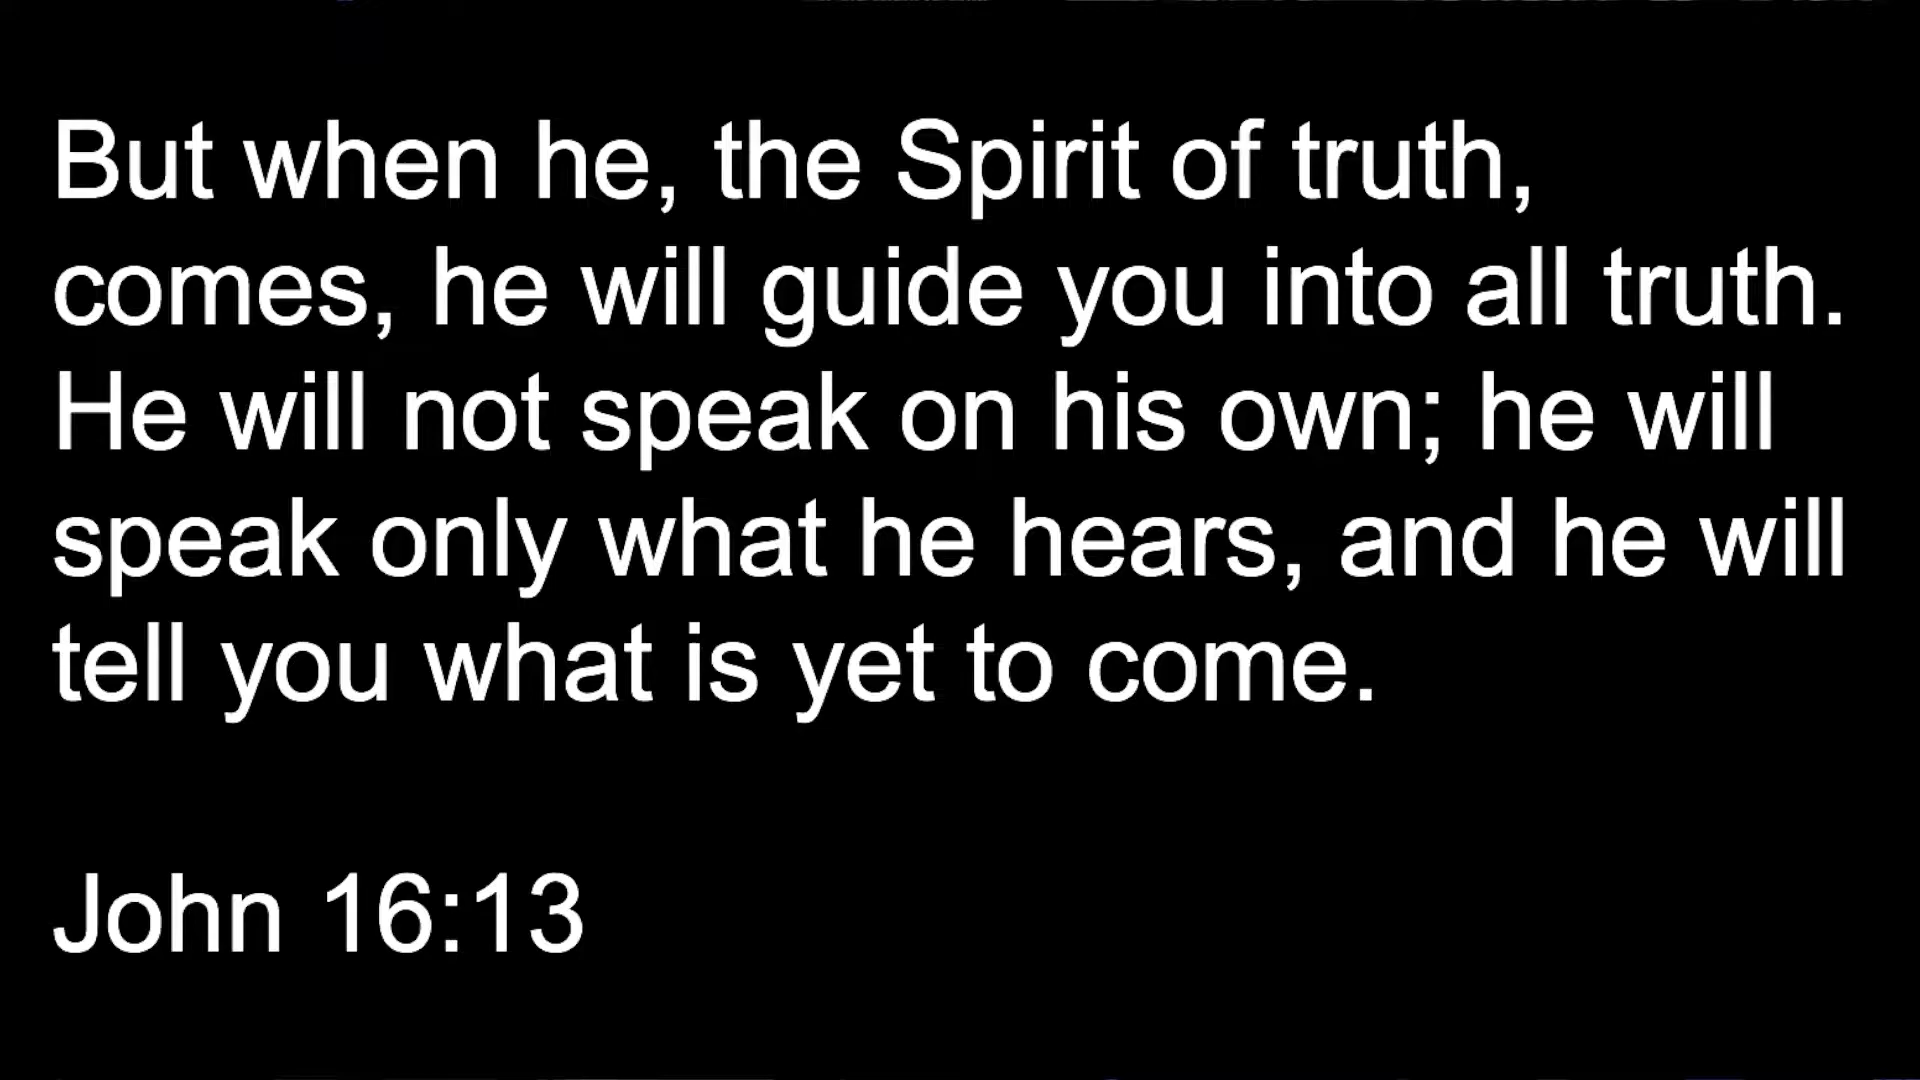 But when he, the Spirit of truth,
comes, he will guide you into all truth.
He will not speak on his own; he will
speak only what he hears, and he will
tell you what is yet to come.
John 16:13